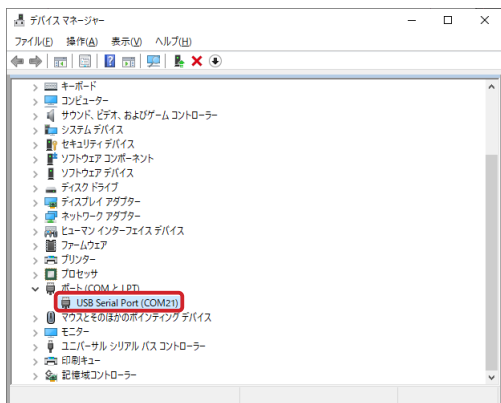 デバイス マネージャー
ファイル(F) 操作(A) 表示(V) ヘルプ(H)
キーボード
コンピューター
サウンド、ビデオ、およびゲーム コントローラー
システム デバイス
セキュリティ デバイス
ソフトウェア コンポーネント
ソフトウェア デバイス
ディスク ドライブ
ディスプレイ アダプター
ネットワーク アダプター
ヒューマン インターフェイス デバイス
ファームウェア
プリンター
プロセッサ
ポート (COM と LPT)
USB Serial Port (COM21)
マウスとそのほかのポインティング デバイス
モニター
ユニバーサル シリアル バス コントローラー
印刷キュー
記憶域コントローラー